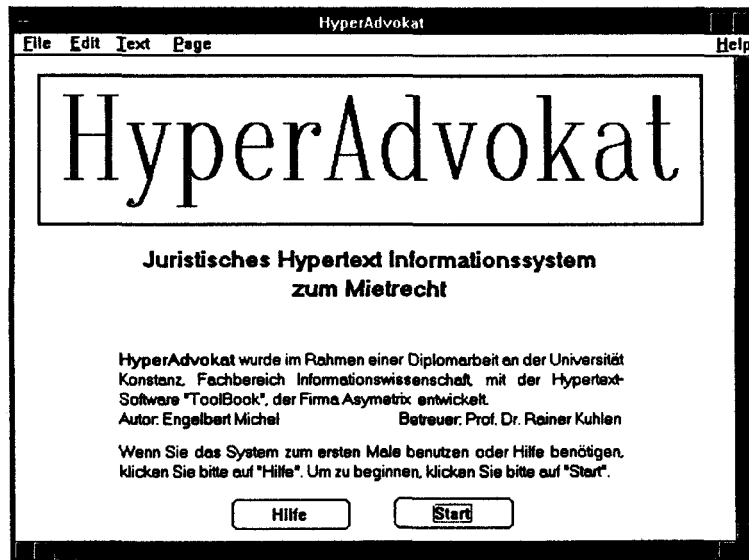 HyperAdvokat
File Edit Text Page Help
HyperAdvokat
Juristisches Hypertext Informationssystem
zum Mietrecht
HyperAdvokat wurde im Rahmen einer Diplomarbeit an der Universität
Konstanz, Fachbereich Informationswissenschaft, mit der Hypertext-
Software "ToolBook", der Firma Asymetrix entwickelt.
Autor: Engelbert Michel Betreuer: Prof. Dr. Rainer Kuhlen
Wenn Sie das System zum ersten Male benutzen oder Hilfe benötigen,
klicken Sie bitte auf "Hilfe". Um zu beginnen, klicken Sie bitte auf "Start".
Hilfe Start